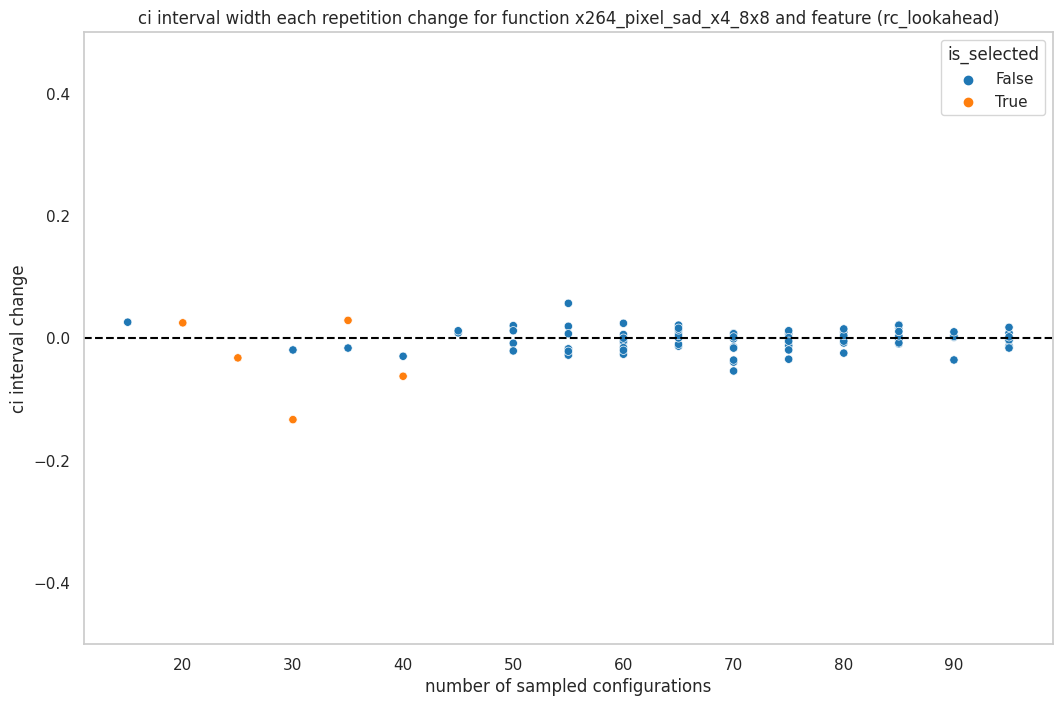 ci interval width each repetition change for function x264_pixel_sad_x4_8x8 and feature (rc_lookahead)
is_selected
False
True
ci interval change
0.4
0.2
0.0
−0.2
−0.4
20 30 40 50 60 70 80 90
number of sampled configurations